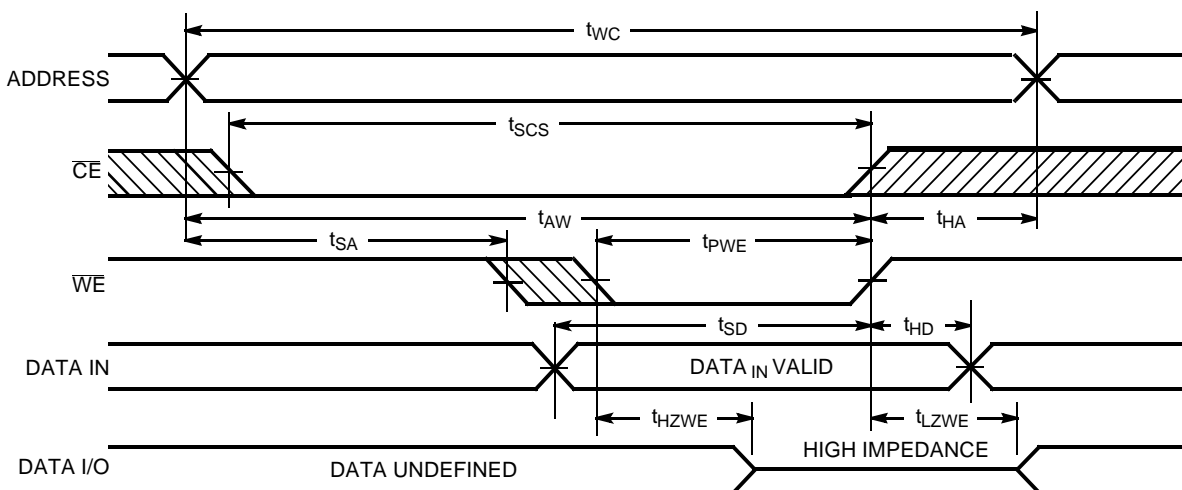 tWC
ADDRESS
tSCS
CE
tAW
tHA
tSA
tPWE
WE
tSD
tHD
DATA IN
DATA IN VALID
tHZWE
tLZWE
HIGH IMPEDANCE
DATA I/O
DATA UNDEFINED